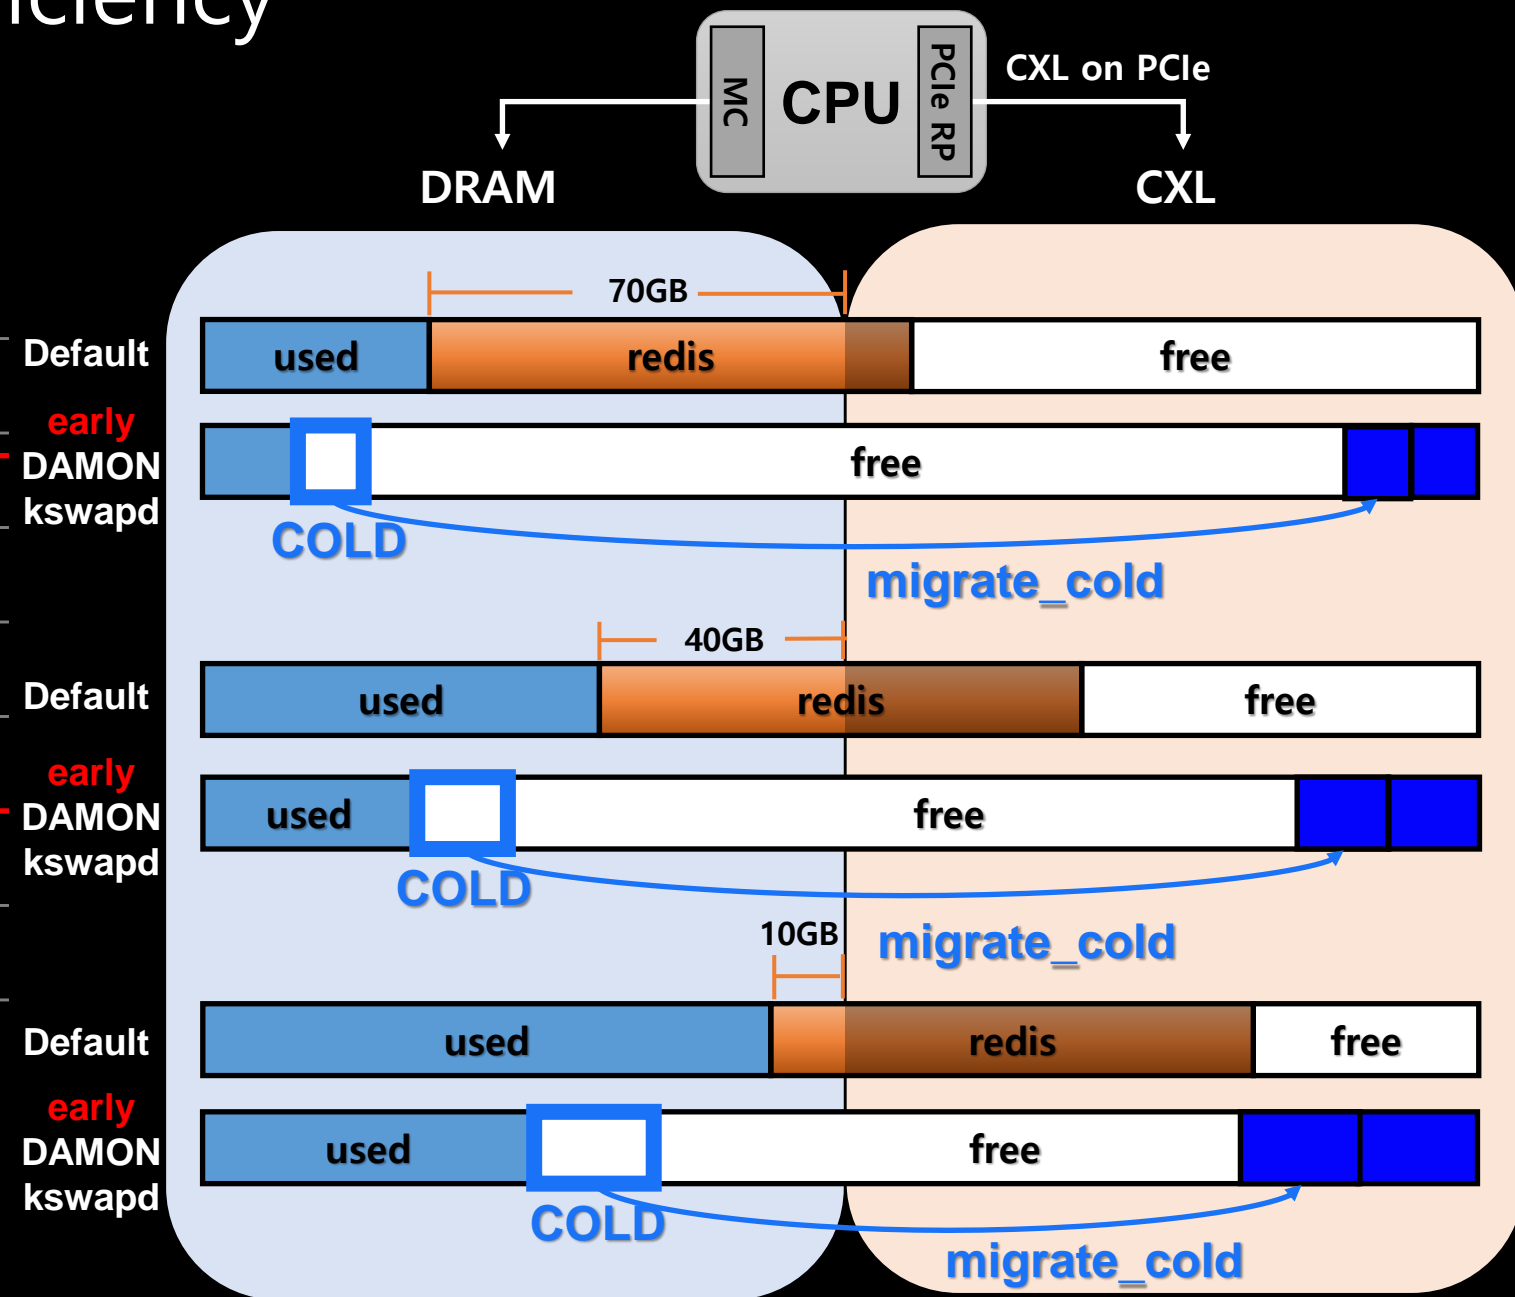 iciency
MC
CPU
PCIe RP
CXL on PCIe
DRAM
CXL
70GB
Default
used
redis
free
early
DAMON
kswapd
free
COLD
migrate_cold
40GB
Default
used
redis
free
early
DAMON
kswapd
used
free
COLD
migrate_cold
10GB
Default
used
redis
free
early
DAMON
kswapd
used
free
COLD
migrate_cold